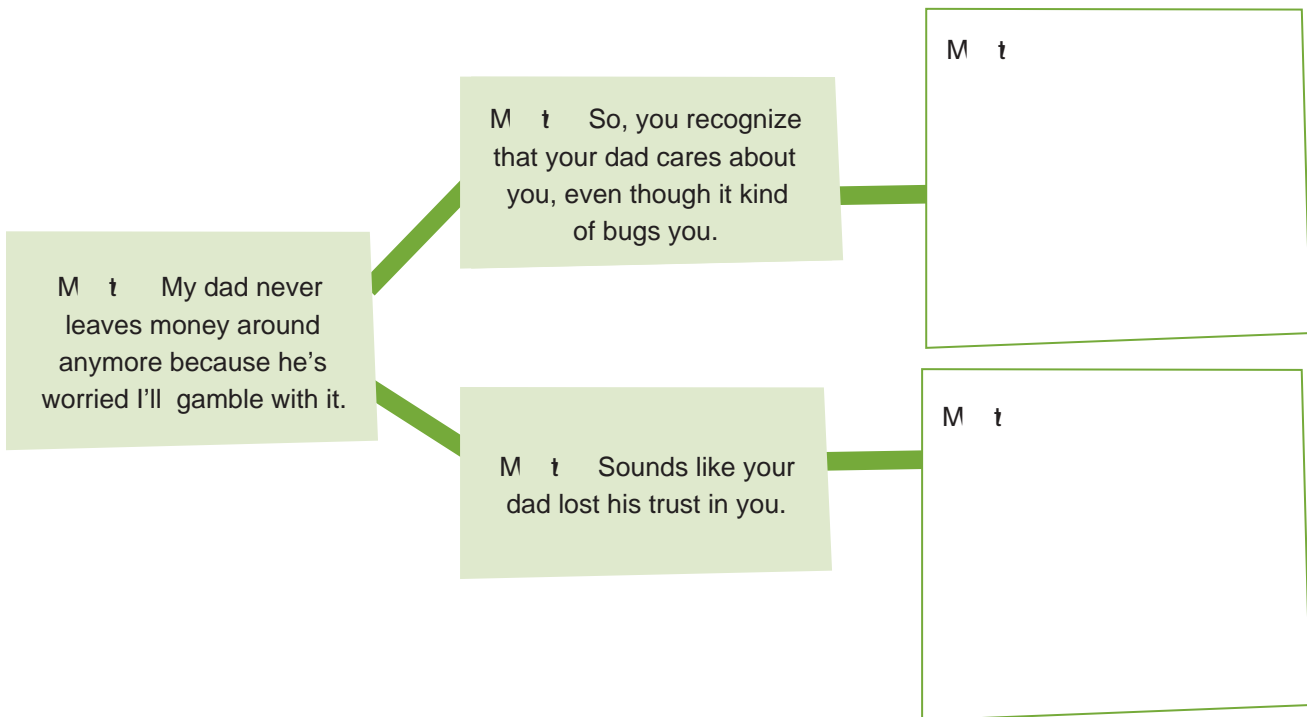 My dad never
leaves money around
anymore because he's
worried I'll gamble with it.
So, you recognize
that your dad cares about
you, even though it kind
of bugs you.
Sounds like your
dad lost his trust in you.